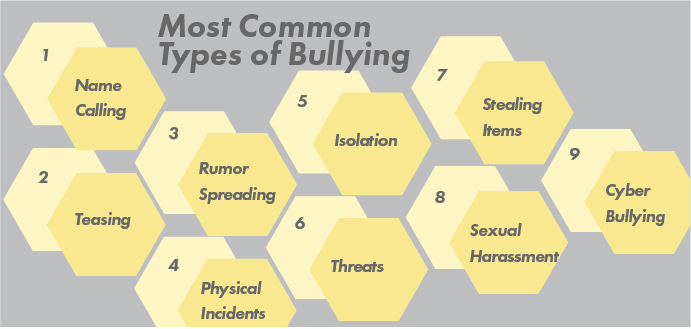 Most Common
Types of Bullying
1
Name
Calling
2
Teasing
3
Rumor
Spreading
4
Physical
Incidents
5
Isolation
6
Threats
7
Stealing
Items
8
Sexual
Harassment
9
Cyber
Bullying